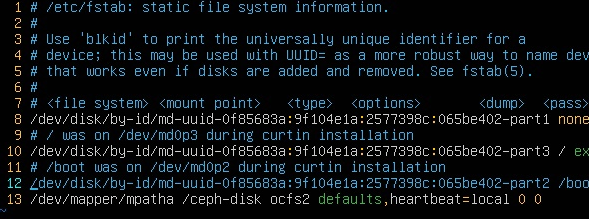 1 # /etc/fstab: static file system information.
2 #
3 # Use 'blkid' to print the universally unique identifier for a
4 # device; this may be used with UUID= as a more robust way to name dev
5 # that works even if disks are added and removed. See fstab(5).
6 #
7 # <file system> <mount point> <type> <options> <dump> <pass>
8 /dev/disk/by-id/md-uuid-0f85683a:9f104e1a:2577398c:065be402-part1 none
9 # / was on /dev/md0p3 during curtin installation
10 /dev/disk/by-id/md-uuid-0f85683a:9f104e1a:2577398c:065be402-part3 / ex
11 # /boot was on /dev/md0p2 during curtin installation
12 /dev/disk/by-id/md-uuid-0f85683a:9f104e1a:2577398c:065be402-part2 /boo
13 /dev/mapper/mpatha /ceph-disk ocfs2 defaults,heartbeat=local 0 0
~